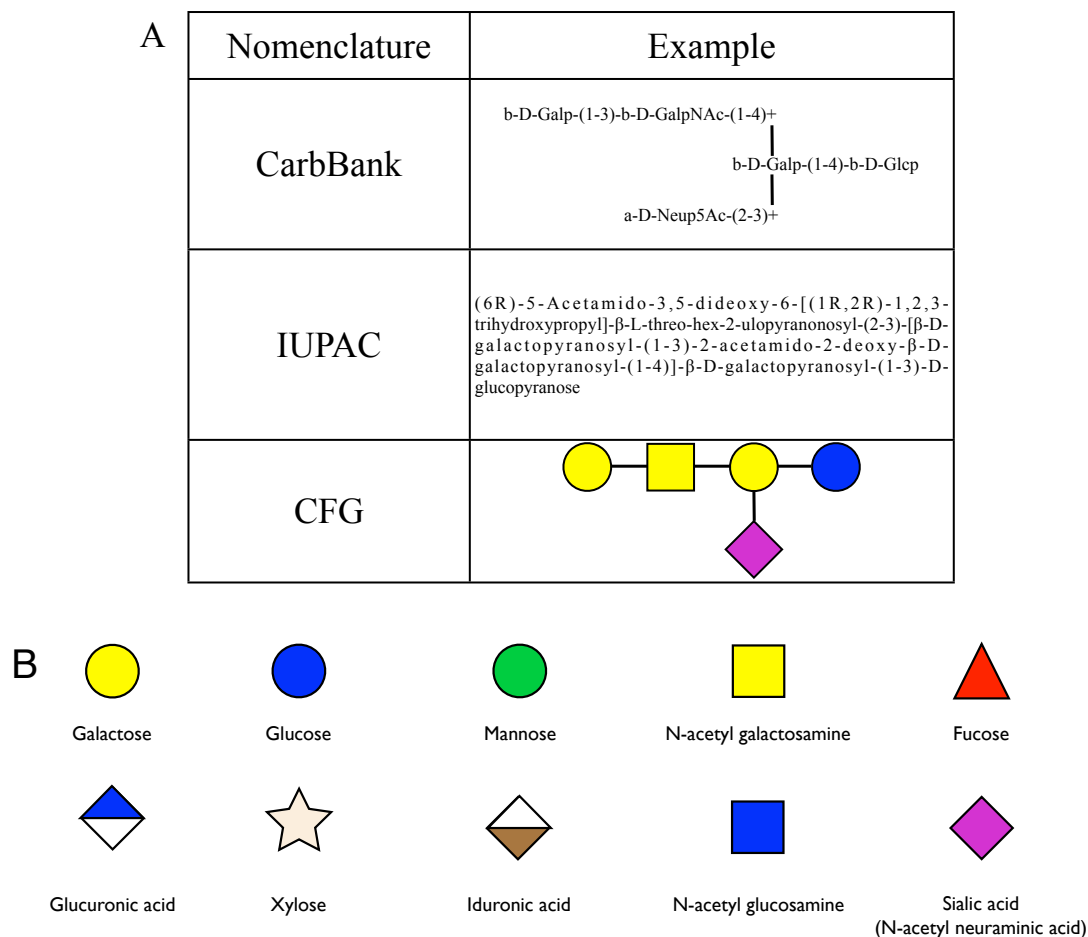 A
Nomenclature Example
CarbBank
b-D-Galp-(1-3)-b-D-GalpNAc-(1-4)+
b-D-Galp-(1-4)-b-D-Glcp
a-D-Neup5Ac-(2-3)+
IUPAC
(6R)-5-Acetamido-3,5-dideoxy-6-[(1R,2R)-1,2,3-
trihydroxypropyl]-β-L-threo-hex-2-ulopyranonosyl-(2-3)-[β-D-
galactopyranosyl-(1-3)-2-acetamido-2-deoxy-β-D-
galactopyranosyl-(1-4)]-β-D-galactopyranosyl-(1-3)-D-
glucopyranose
CFG
B
Galactose Glucose Mannose N-acetyl galactosamine Fucose
Glucuronic acid Xylose Iduronic acid N-acetyl glucosamine Sialic acid
(N-acetyl neuraminic acid)